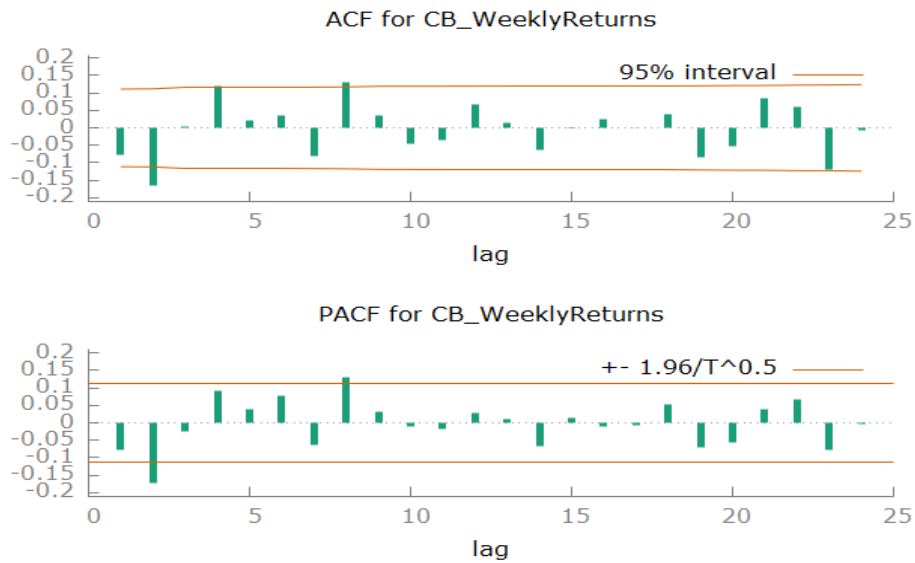 ACF for CB_WeeklyReturns
0.2
0.15
0.1
0.05
0
-0.05
-0.1
-0.15
-0.2
95% interval
0 5 10 15 20 25
lag
PACF for CB_WeeklyReturns
0.2
0.15
0.1
0.05
0
-0.05
-0.1
-0.15
-0.2
+- 1.96/T^0.5
0 5 10 15 20 25
lag